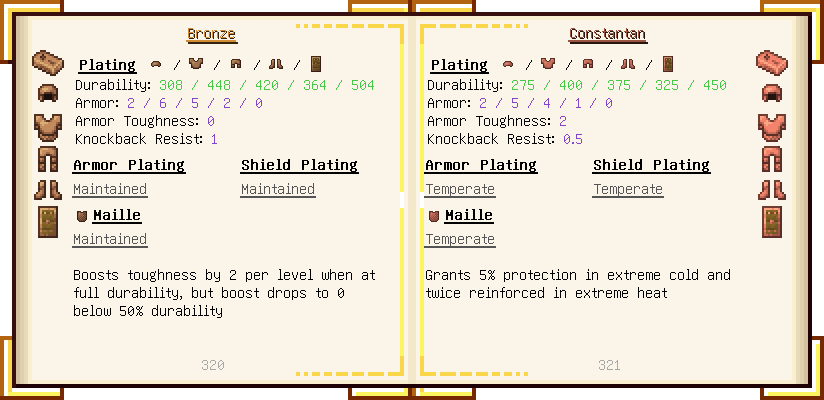 Bronze
Plating / / / /
Durability: 308 / 448 / 420 / 364 / 504
Armor: 2 / 6 / 5 / 2 / 0
Armor Toughness: 0
Knockback Resist: 1
Armor Plating Shield Plating
Maintained Maintained
Maille
Maintained
Boosts toughness by 2 per level when at
full durability, but boost drops to 0
below 50% durability
320
Constantan
Plating / / / /
Durability: 275 / 400 / 375 / 325 / 450
Armor: 2 / 5 / 4 / 1 / 0
Armor Toughness: 2
Knockback Resist: 0.5
Armor Plating Shield Plating
Temperate Temperate
Maille
Temperate
Grants 5% protection in extreme cold and
twice reinforced in extreme heat
321